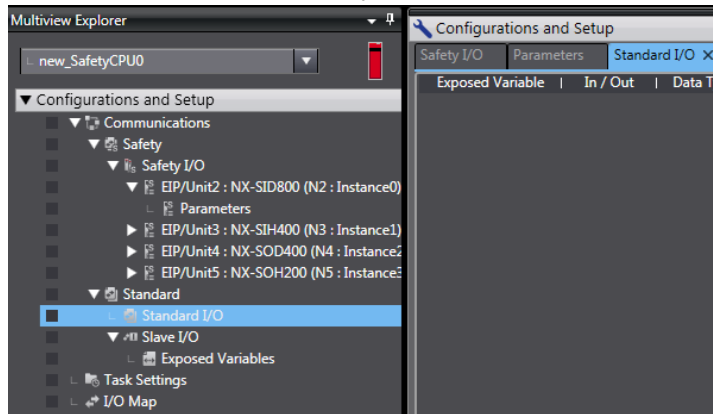 Multiview Explorer
new_SafetyCPU0
Configurations and Setup
Communications
Safety
Safety I/O
EIP/Unit2 : NX-SID800 (N2 : Instance0)
Parameters
EIP/Unit3 : NX-SIH400 (N3 : Instance1)
EIP/Unit4 : NX-SOD400 (N4 : Instance2
EIP/Unit5 : NX-SOH200 (N5 : Instance3
Standard
Standard I/O
Slave I/O
Exposed Variables
Task Settings
I/O Map
Configurations and Setup
Safety I/O Parameters Standard I/O
Exposed Variable | In / Out | Data T